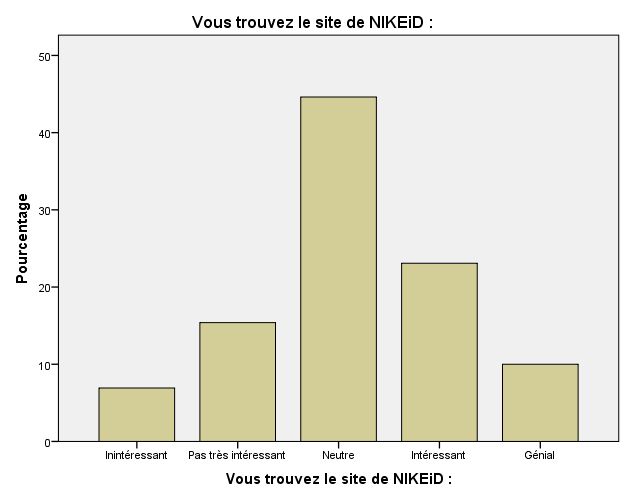 Vous trouvez le site de NIKEiD :
50
40
30
20
10
0
Pourcentage
Inintéressant Pas très intéressant Neutre Intéressant Génial
Vous trouvez le site de NIKEiD :